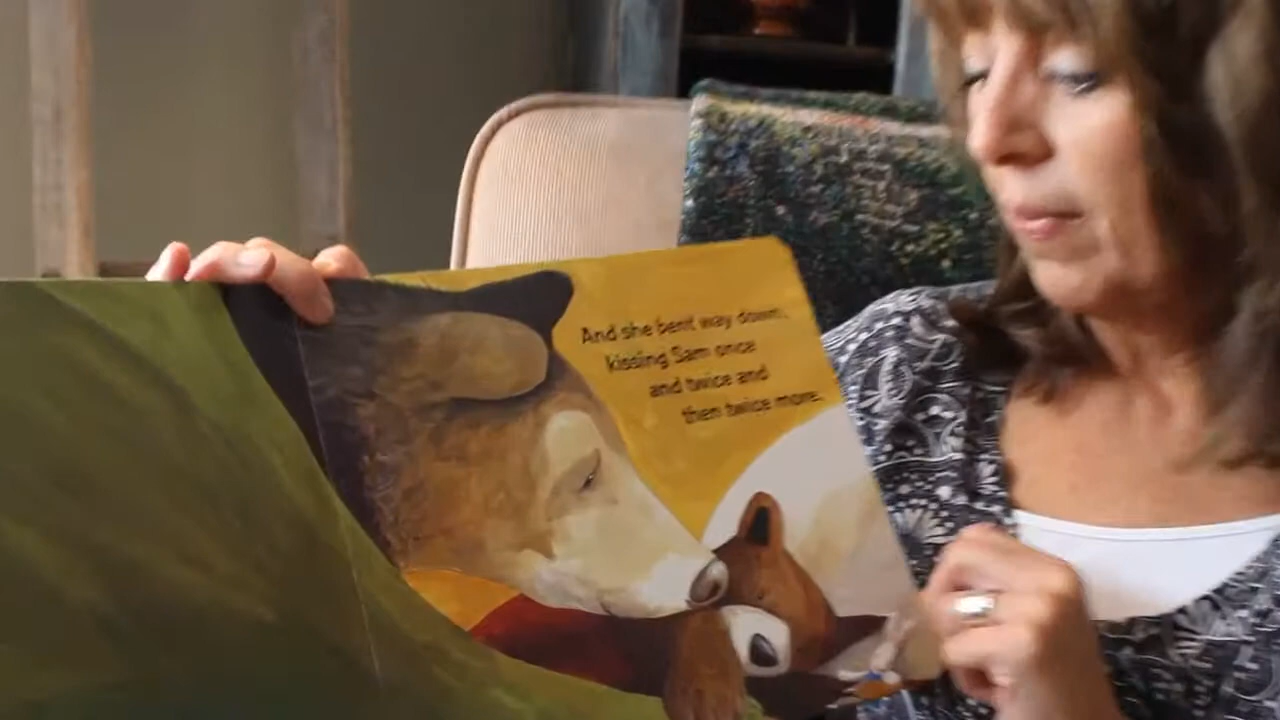 And she bent way down,
kissing Sam once
and twice and
then twice more.